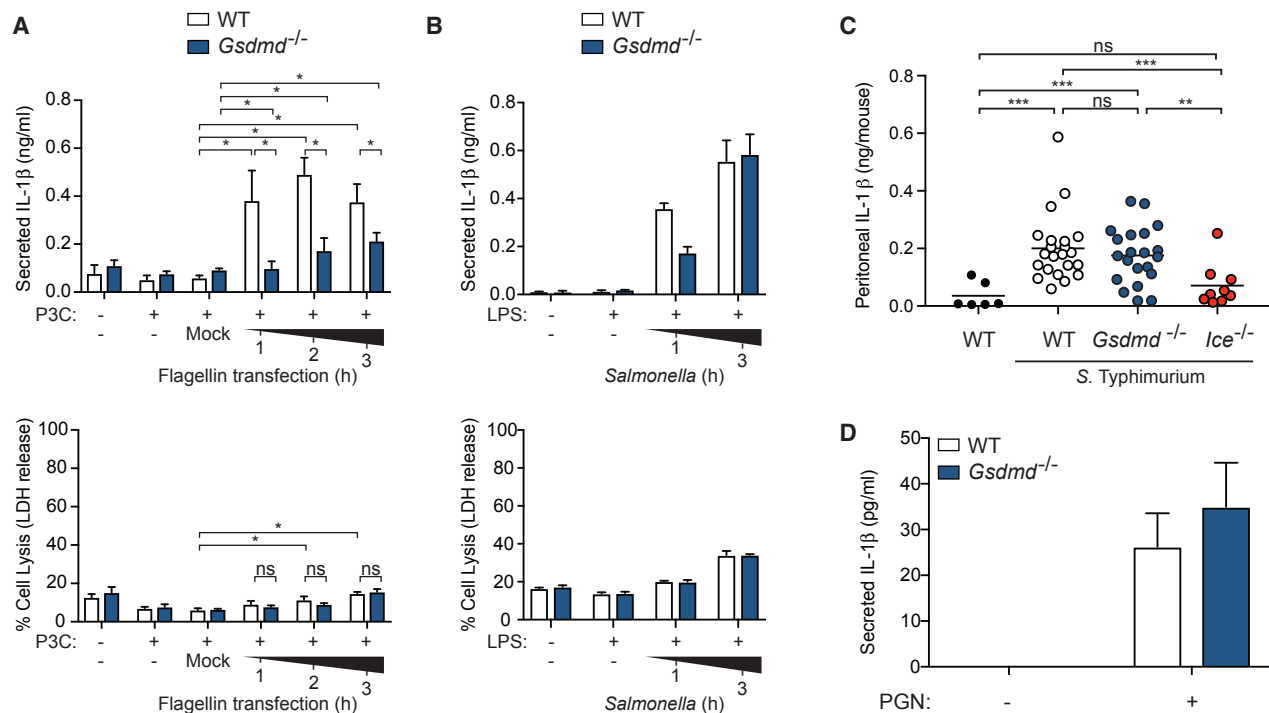 A
WT
Gsdmd-/-
Secreted IL-1β (ng/ml)
0.8
0.6
0.4
0.2
0.0
* * * * * * * * *
P3C: - + + + + +
- - Mock 1 2 3
Flagellin transfection (h)
% Cell Lysis (LDH release)
100
80
60
40
20
0
*
*
ns ns ns
P3C: - + + + + +
- - Mock 1 2 3
Flagellin transfection (h)
B
WT
Gsdmd-/-
Secreted IL-1β (ng/ml)
0.8
0.6
0.4
0.2
0.0
LPS: - + + +
- - 1 3
Salmonella (h)
% Cell Lysis (LDH release)
100
80
60
40
20
0
LPS: - + + +
- - 1 3
Salmonella (h)
C
ns
***
***
*** ns **
Peritoneal IL-1 β (ng/mouse)
0.8
0.6
0.4
0.2
0.0
WT WT Gsdmd -/- Ice-/-
S. Typhimurium
D
WT
Gsdmd-/-
Secreted IL-1β (pg/ml)
50
40
30
20
10
0
PGN: - +